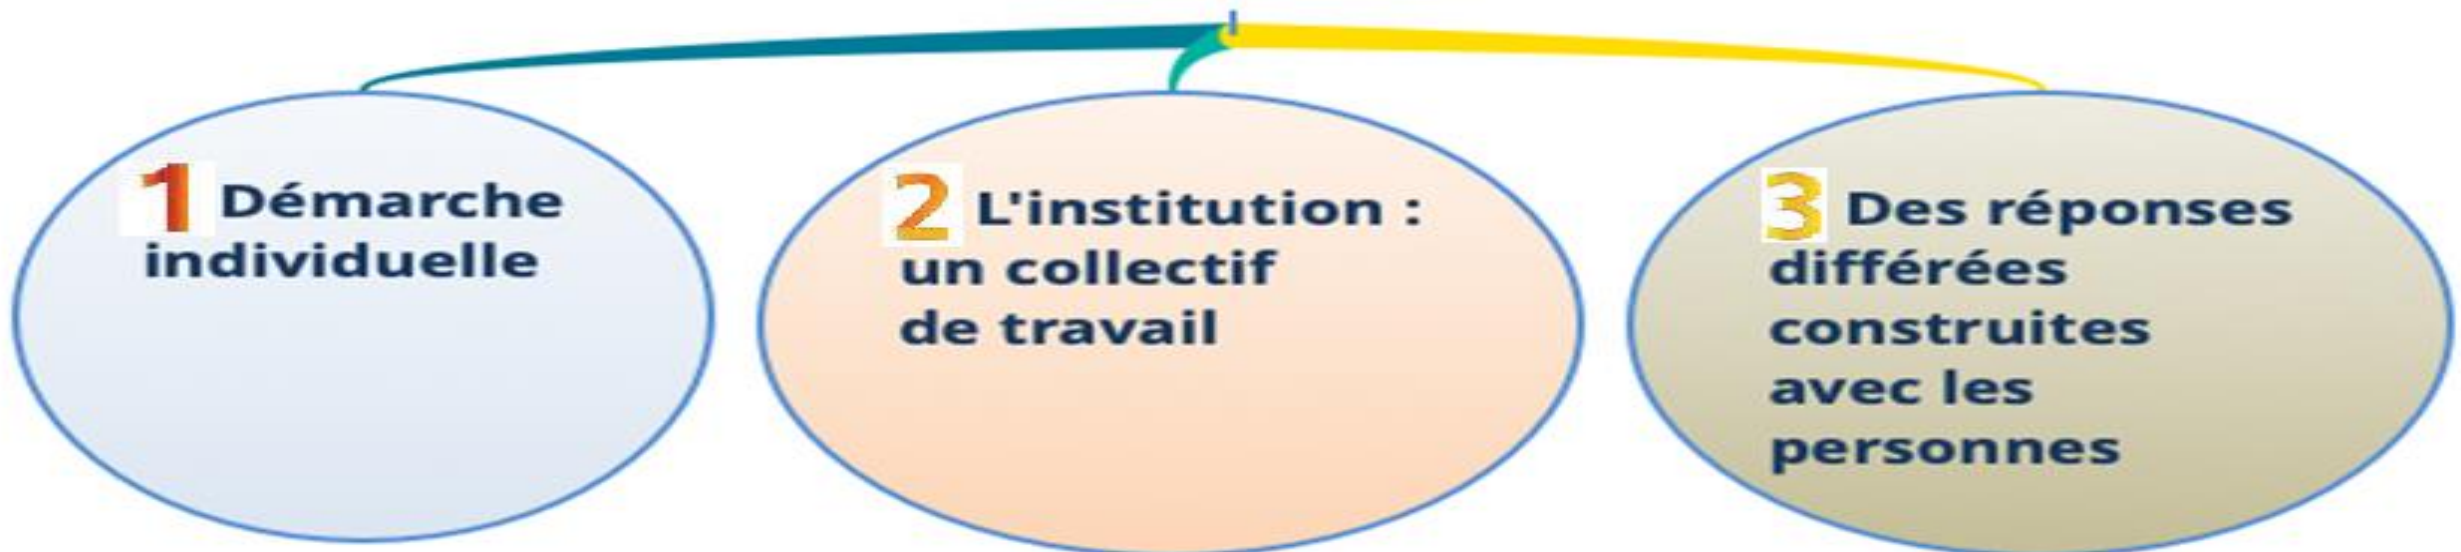 1 Démarche
individuelle
2 L'institution :
un collectif
de travail
3 Des réponses
différées
construites
avec les
personnes